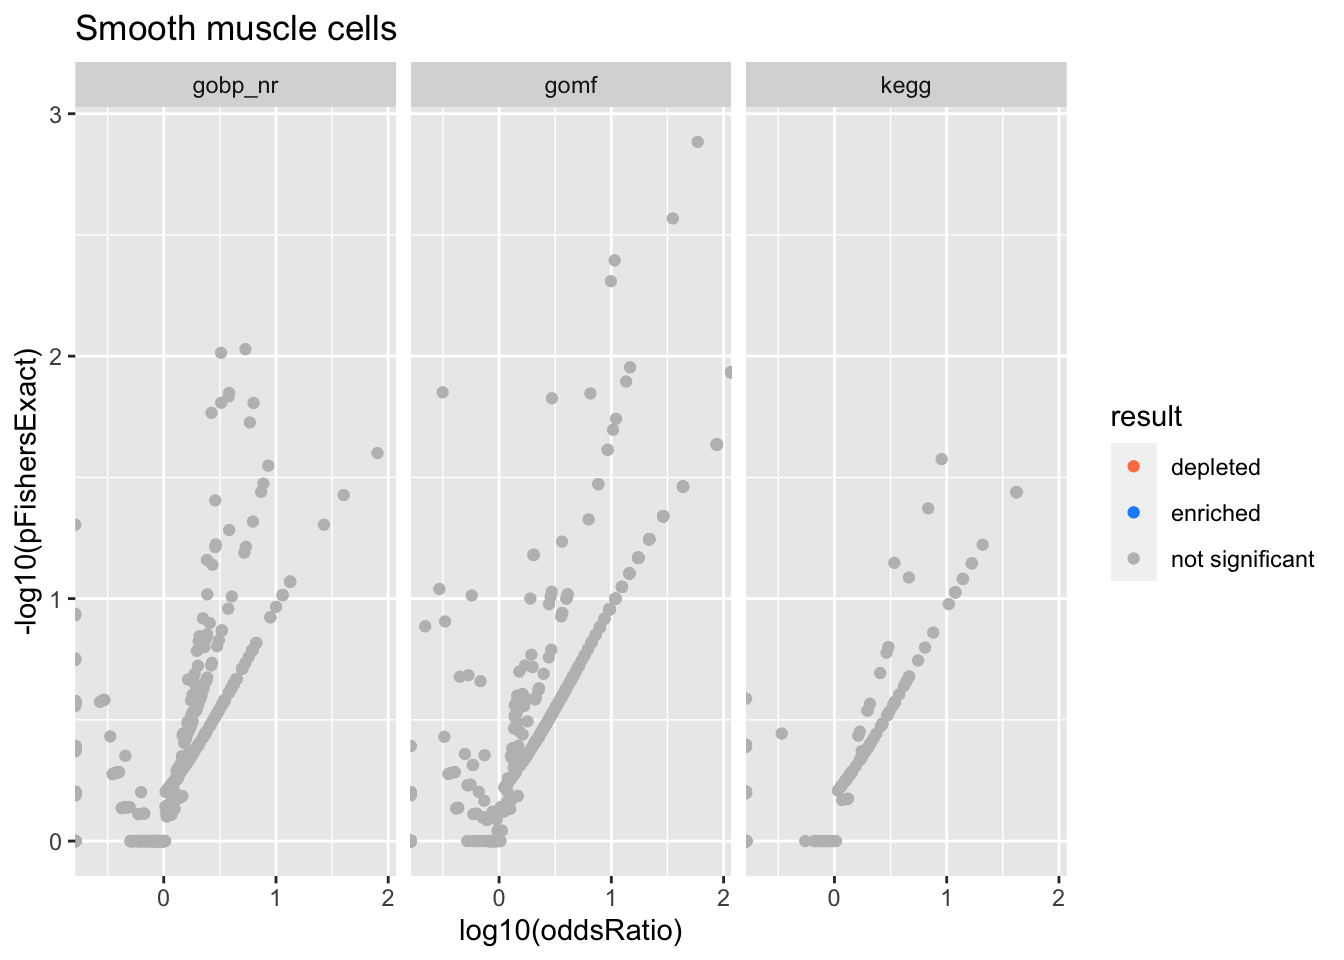 Smooth muscle cells
gobp_nr gomf kegg
3
2
1
0
-log10(pFishersExact)
0 1 2 0 1 2 0 1 2
log10(oddsRatio)
result
depleted
enriched
not significant